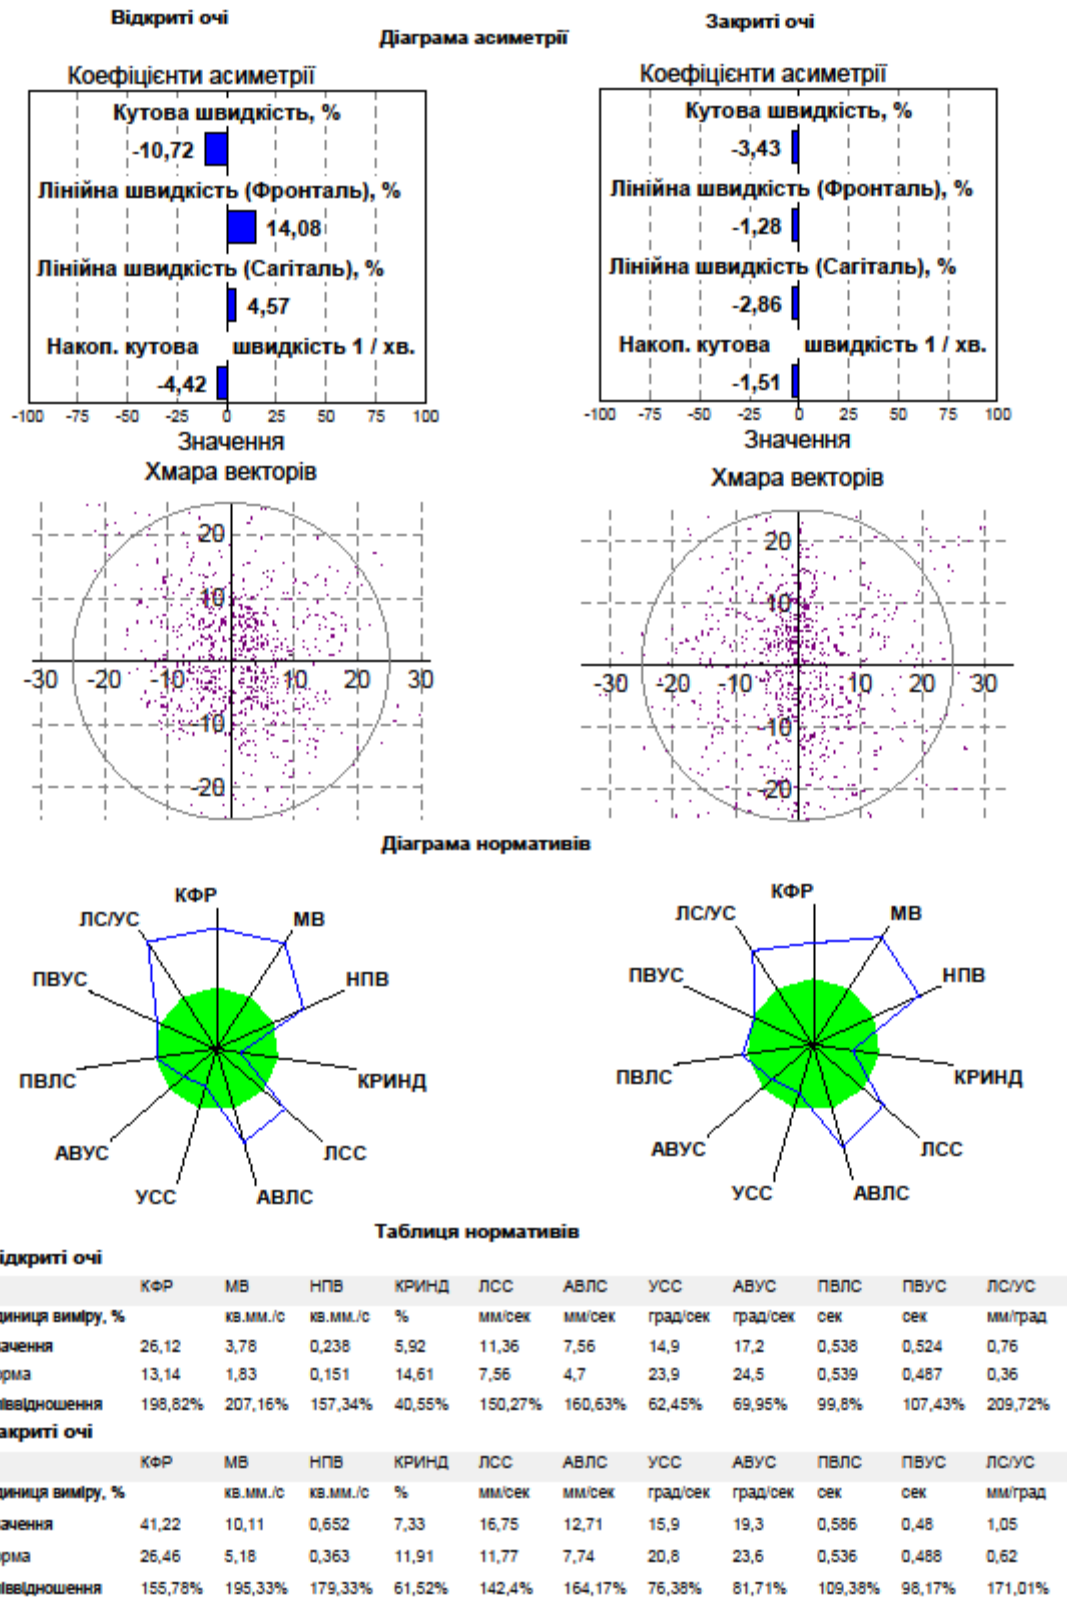 Відкриті очі
Закриті очі
Діаграма асиметрії
Коефіцієнти асиметрії
Кутова швидкість, %
-10,72
Лінійна швидкість (Фронталь), %
14,08
Лінійна швидкість (Сагіталь), %
4,57
Накоп. кутова швидкість 1 / хв.
-4,42
-100 -75 -50 -25 0 25 50 75 100
Значення
Коефіцієнти асиметрії
Кутова швидкість, %
-3,43
Лінійна швидкість (Фронталь), %
-1,28
Лінійна швидкість (Сагіталь), %
-2,86
Накоп. кутова швидкість 1 / хв.
-1,51
-100 -75 -50 -25 0 25 50 75 100
Значення
Хмара векторів
20
10
-30 -20 -10 10 20 30
-10
-20
Хмара векторів
20
10
-30 -20 -10 10 20 30
-10
-20
Діаграма нормативів
КФР
ЛС/УС МВ
ПВУС НПВ
ПВЛС КРИНД
АВУС ЛСС
УСС АВЛС
КФР
ЛС/УС МВ
ПВУС НПВ
ПВЛС КРИНД
АВУС ЛСС
УСС АВЛС
Таблиця нормативів
ідкриті очі
КФР МВ НПВ КРИНД ЛСС АВЛС УСС АВУС ПВЛС ПВУС ЛС/УС
диниця виміру, % кв.мм./с кв.мм./с % мм/сек мм/сек град/сек град/сек сек сек мм/град
ачення 26,12 3,78 0,238 5,92 11,36 7,56 14,9 17,2 0,538 0,524 0,76
орма 13,14 1,83 0,151 14,61 7,56 4,7 23,9 24,5 0,539 0,487 0,36
піввідношення 198,82% 207,16% 157,34% 40,55% 150,27% 160,63% 62,45% 69,95% 99,8% 107,43% 209,72%
акриті очі
КФР МВ НПВ КРИНД ЛСС АВЛС УСС АВУС ПВЛС ПВУС ЛС/УС
диниця виміру, % кв.мм./с кв.мм./с % мм/сек мм/сек град/сек град/сек сек сек мм/град
ачення 41,22 10,11 0,652 7,33 16,75 12,71 15,9 19,3 0,586 0,48 1,05
орма 26,46 5,18 0,363 11,91 11,77 7,74 20,8 23,6 0,536 0,488 0,62
піввідношення 155,78% 195,33% 179,33% 61,52% 142,4% 164,17% 76,38% 81,71% 109,38% 98,17% 171,01%